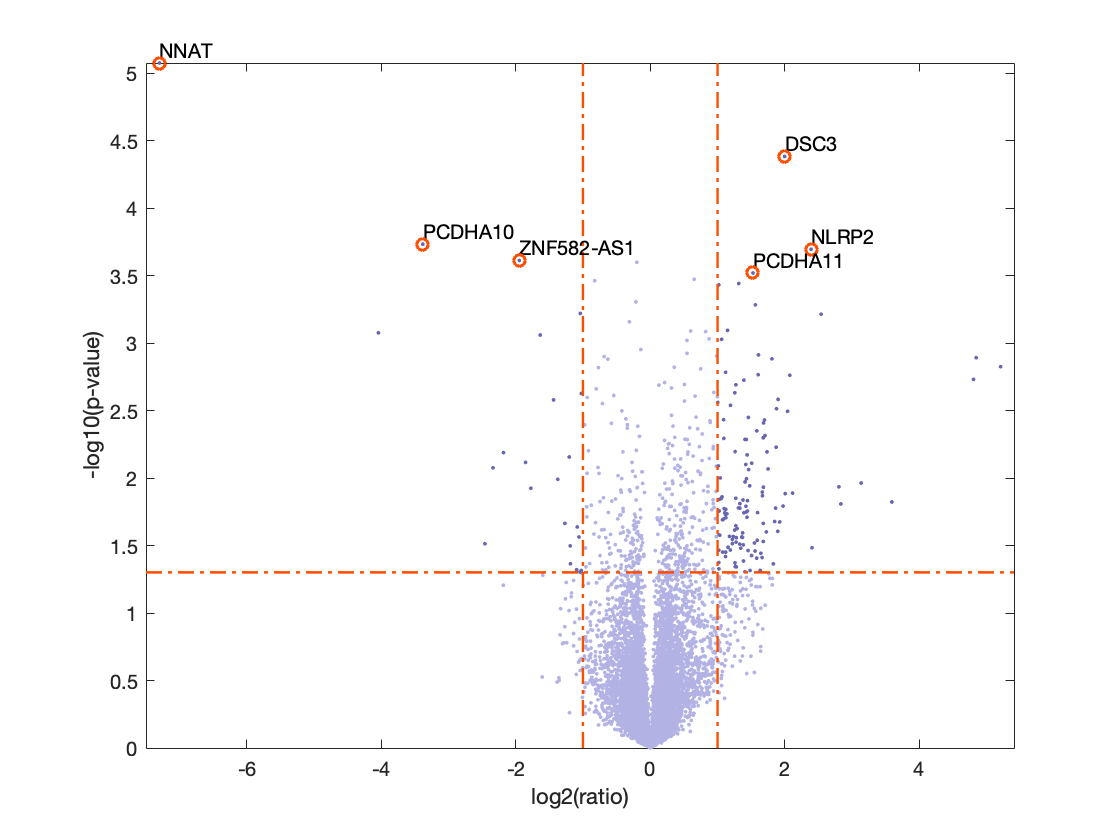 NNAT
5
4.5
DSC3
4
PCDHA10
NLRP2
ZNF582-AS1
PCDHA11
3.5
3
-log10(p-value)
2.5
2
1.5
1
0.5
0
-6 -4 -2 0 2 4
log2(ratio)